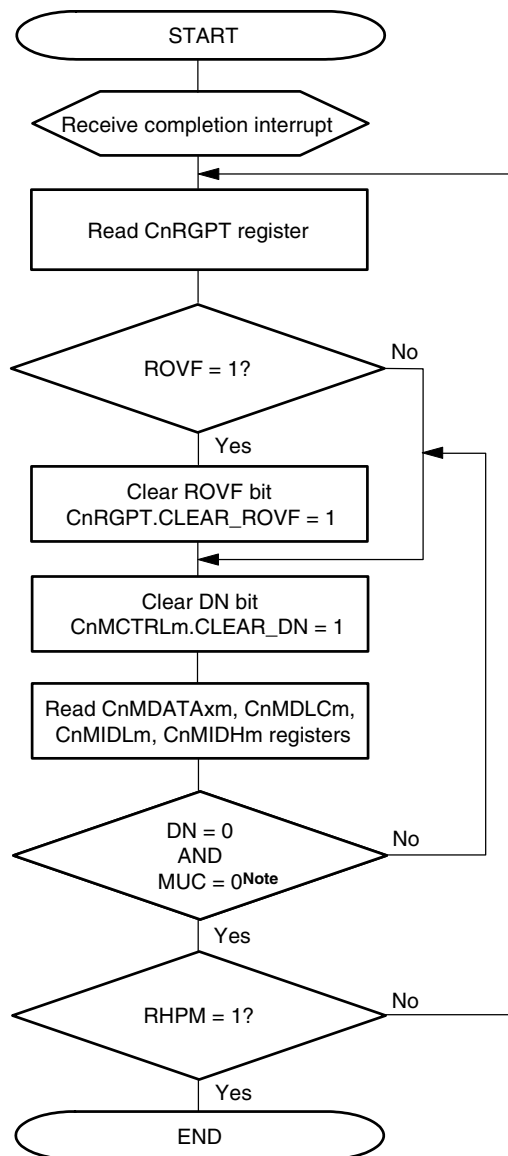 START
Receive completion interrupt
Read CnRGPT register
ROVF = 1?
No
Yes
Clear ROVF bit
CnRGPT.CLEAR_ROVF = 1
Clear DN bit
CnMCTRLm.CLEAR_DN = 1
Read CnMDATAxm, CnMDLCm,
CnMIDLm, CnMIDHm registers
DN = 0
AND
MUC = 0Note
No
Yes
RHPM = 1?
No
Yes
END